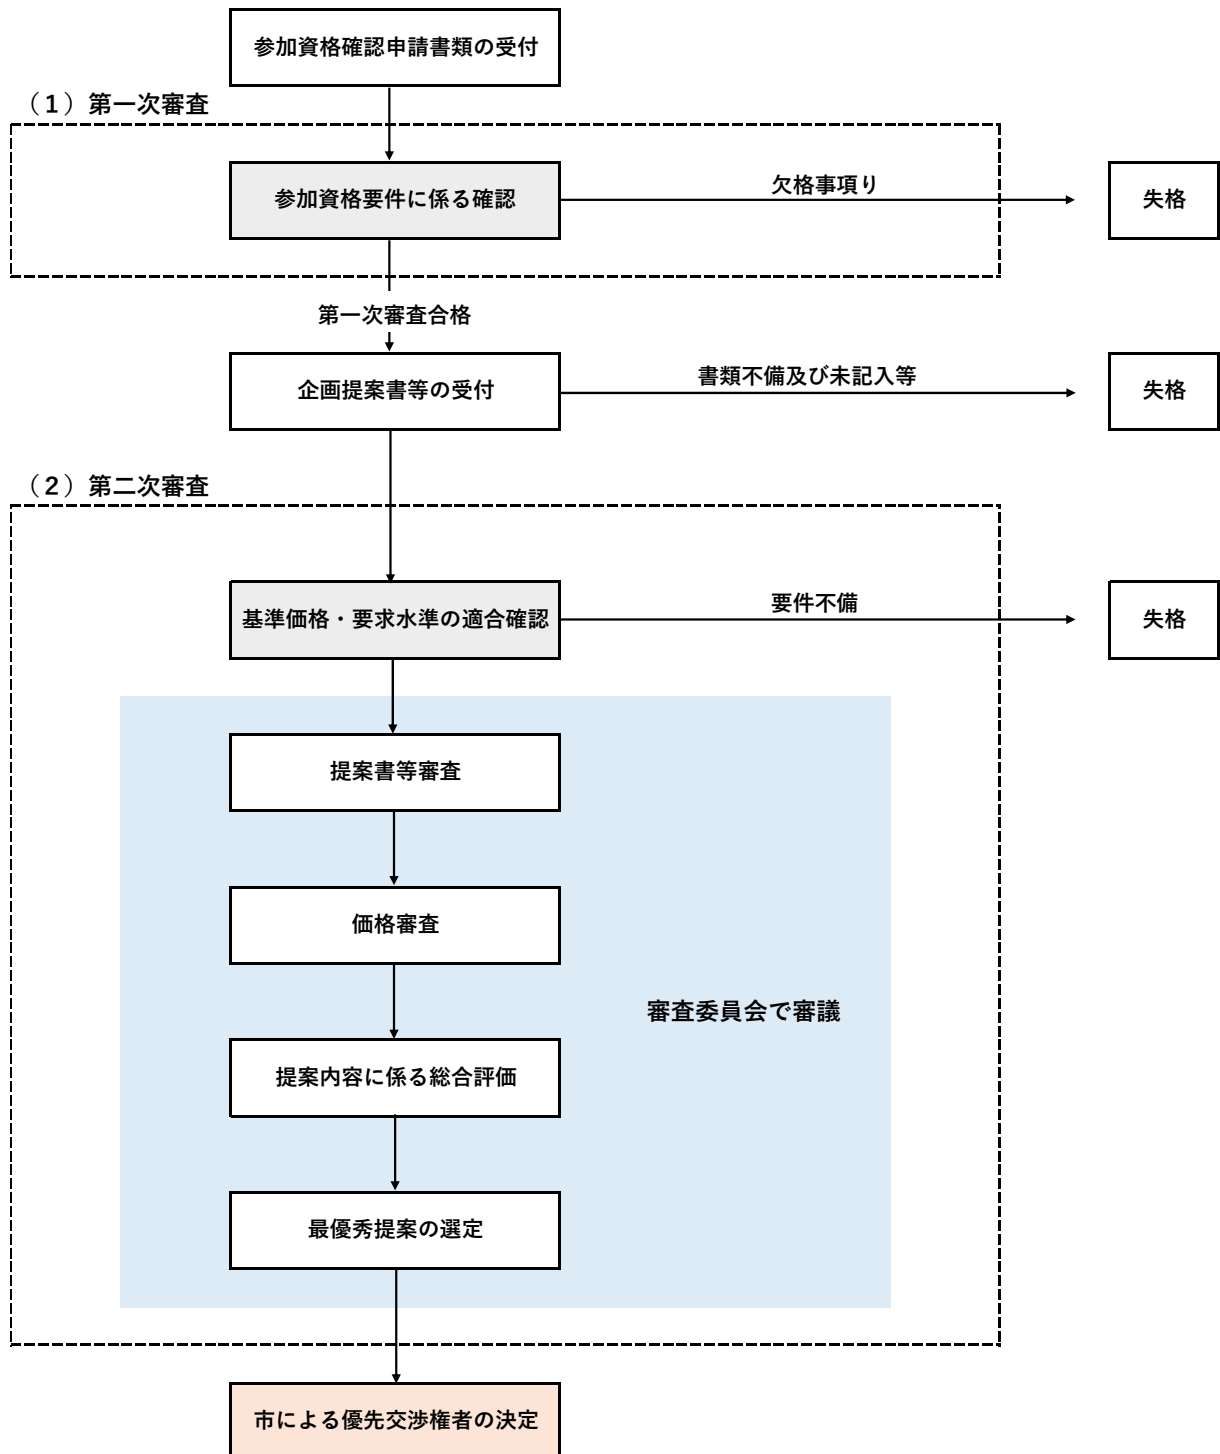 参加資格確認申請書類の受付
（１）第一次審査
参加資格要件に係る確認
欠格事項り
失格
第一次審査合格
企画提案書等の受付
書類不備及び未記入等
失格
（２）第二次審査
基準価格・要求水準の適合確認
要件不備
失格
提案書等審査
価格審査
審査委員会で審議
提案内容に係る総合評価
最優秀提案の選定
市による優先交渉権者の決定